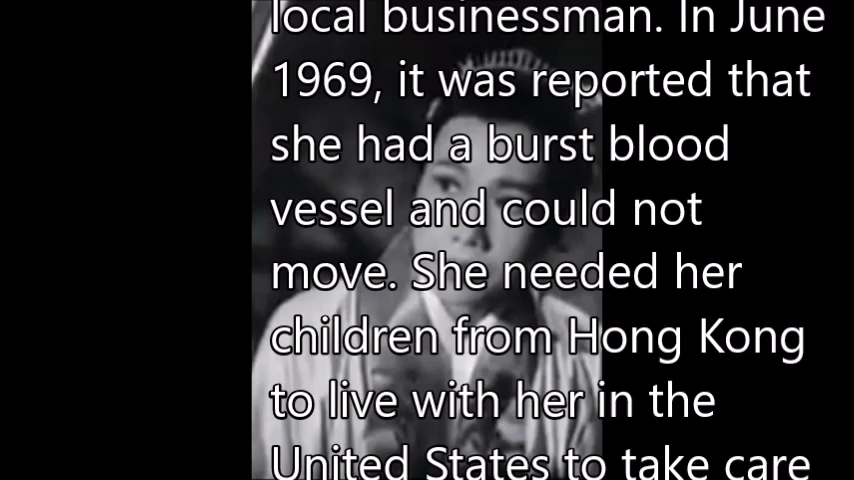 local businessman. In June
1969, it was reported that
she had a burst blood
vessel and could not
move. She needed her
children from Hong Kong
to live with her in the
United States to take care